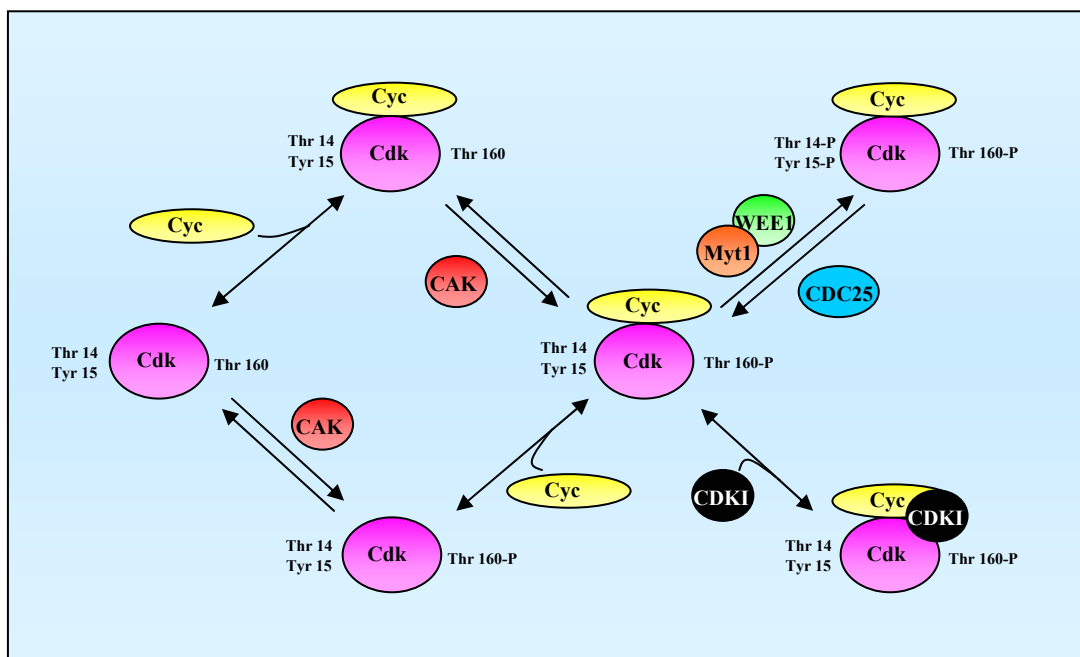 Cyc
Thr 14
Tyr 15
Cdk
Thr 160
Cyc
Thr 14-P
Tyr 15-P
Cdk
Thr 160-P
Cyc
WEE1
Myt1
CAK
CDC25
Cyc
Thr 14
Tyr 15
Cdk
Thr 160
Thr 14
Tyr 15
Cdk
Thr 160-P
CAK
Cyc
CDKI
Thr 14
Tyr 15
Cdk
Thr 160-P
Cyc
CDKI
Thr 14
Tyr 15
Cdk
Thr 160-P